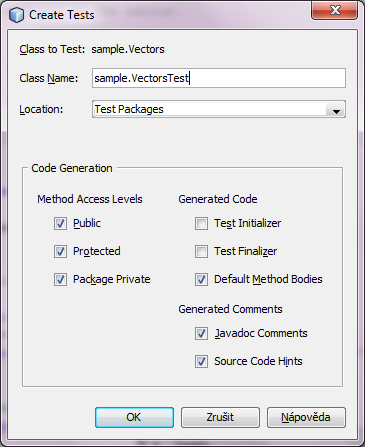 Create Tests
Class to Test: sample.Vectors
Class Name: sample.VectorsTest
Location: Test Packages
Code Generation
Method Access Levels
Public
Protected
Package Private
Generated Code
Test Initializer
Test Finalizer
Default Method Bodies
Generated Comments
Javadoc Comments
Source Code Hints
OK Zrušit Nápověda